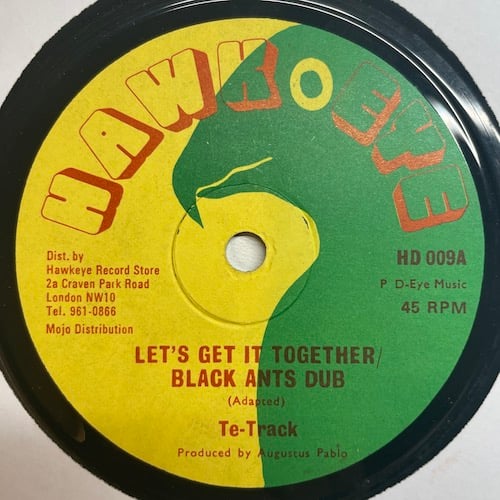 HAWKEYE
Dist. by
Hawkeye Record Store
2a Craven Park Road
London NW10
Tel. 961-0866
Mojo Distribution
HD 009A
P D-Eye Music
45 RPM
LET'S GET IT TOGETHER/
BLACK ANTS DUB
(Adapted)
Te-Track
Produced by Augustus Pablo